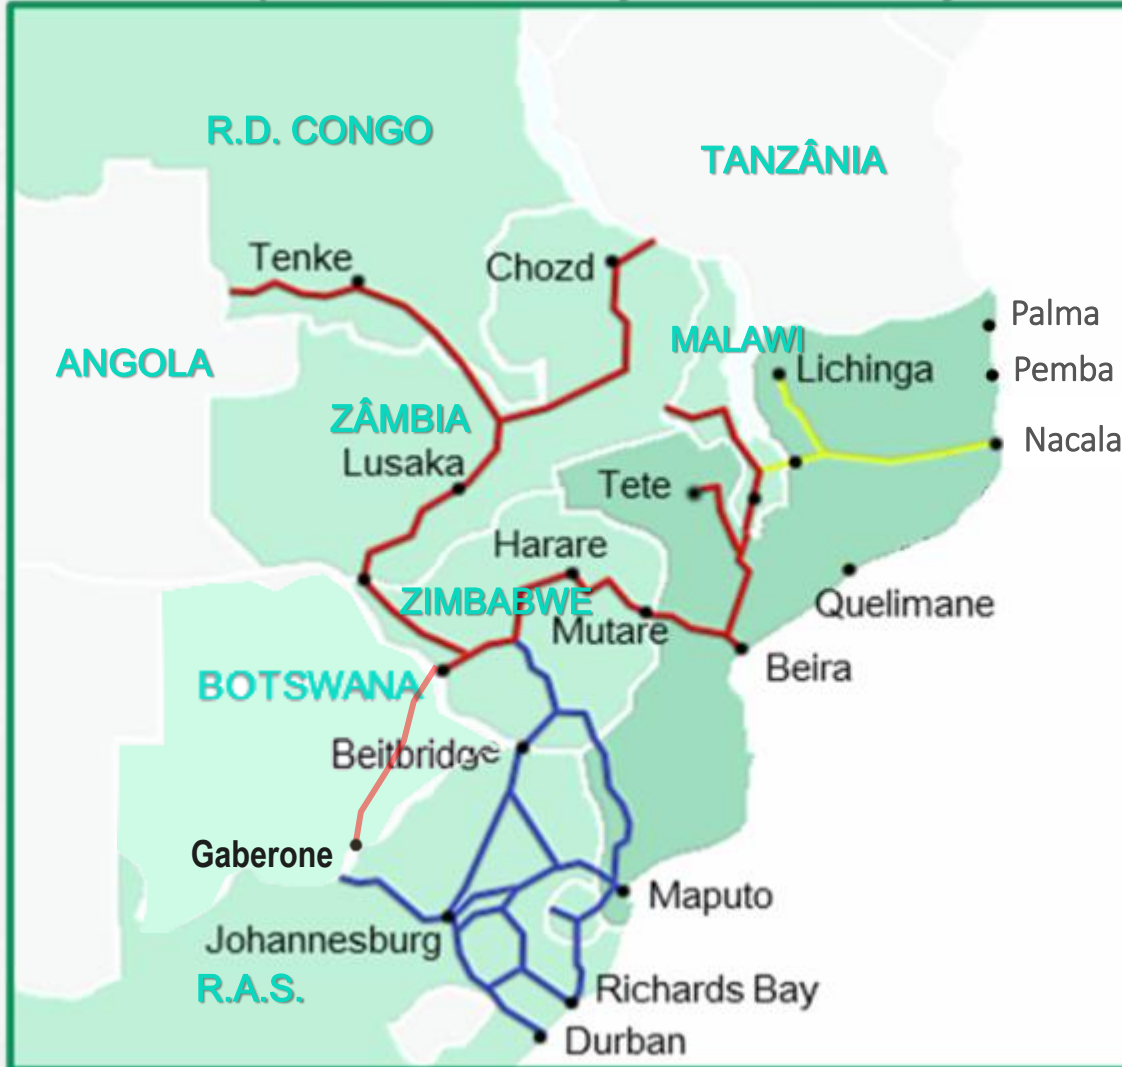 R.D. CONGO
TANZÂNIA
Tenke
Chozd
Palma
MALAWI
ANGOLA
Lichinga
Pemba
ZÂMBIA
Nacala
Lusaka
Tete
Harare
ZIMBABWE
Quelimane
Mutare
Beira
BOTSWANA
Beitbridge
Gaberone
Maputo
Johannesburg
R.A.S.
Richards Bay
Durban